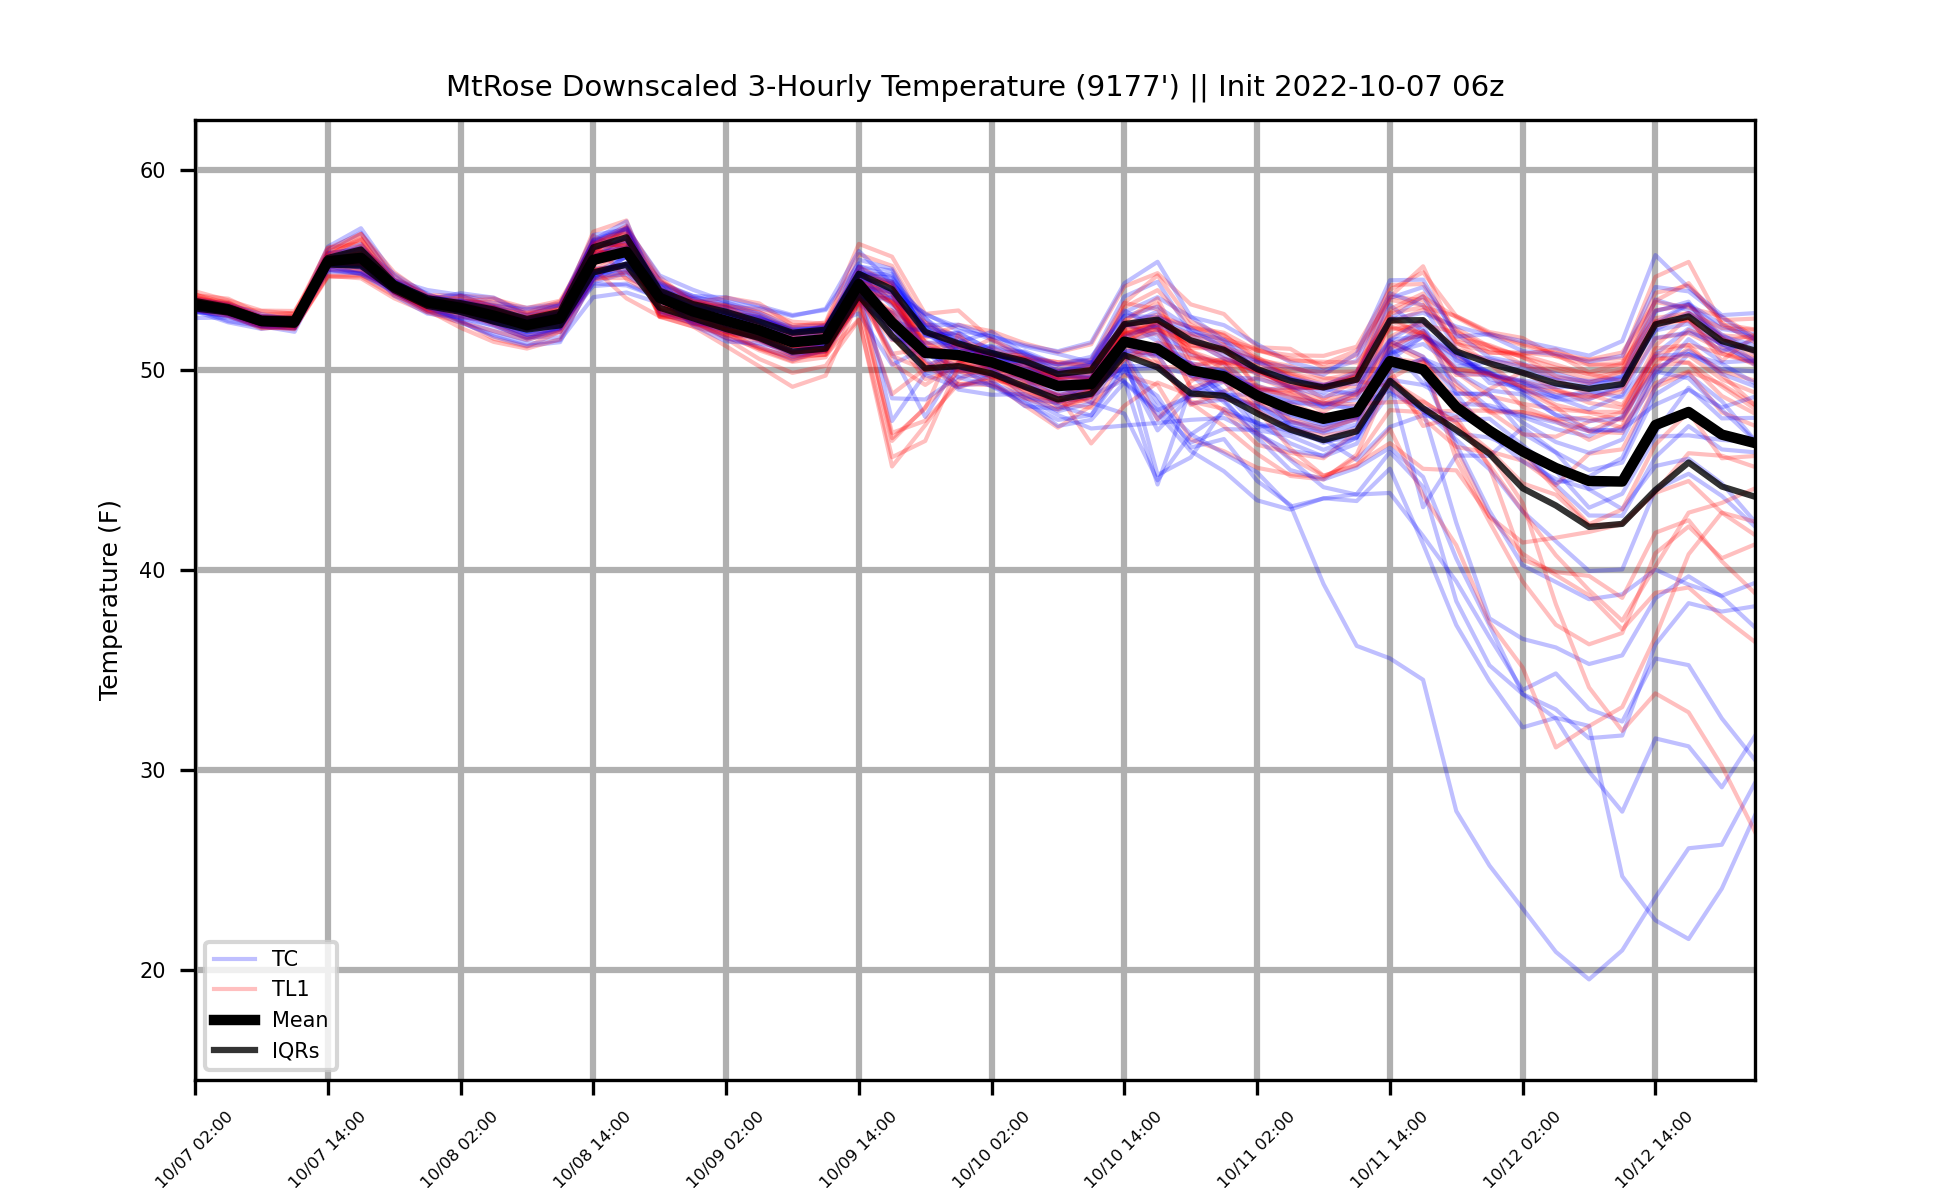 MtRose Downscaled 3-Hourly Temperature (9177') || Init 2022-10-07 06z
Temperature (F)
60
50
40
30
20
TC
TL1
Mean
IQRs
10/07 02:00
10/07 14:00
10/08 02:00
10/08 14:00
10/09 02:00
10/09 14:00
10/10 02:00
10/10 14:00
10/11 02:00
10/11 14:00
10/12 02:00
10/12 14:00